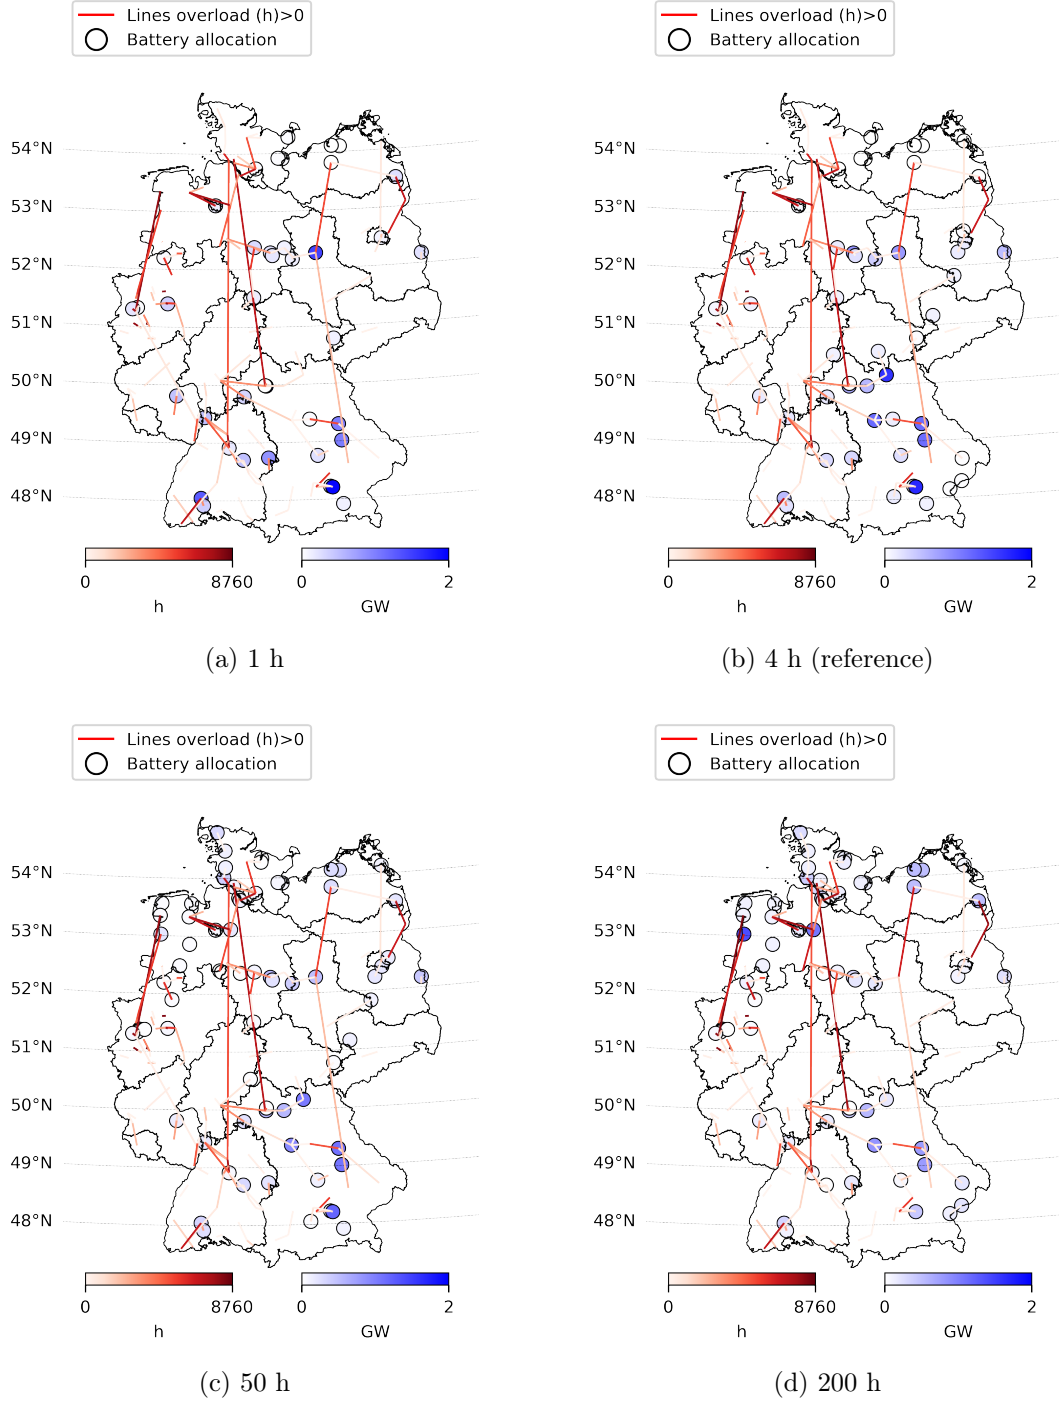 Lines overload (h)>0
Battery allocation
54°N
53°N
52°N
51°N
50°N
49°N
48°N
0
8760
h
0
2
GW
(a) 1 h
Lines overload (h)>0
Battery allocation
54°N
53°N
52°N
51°N
50°N
49°N
48°N
0
8760
h
0
2
GW
(b) 4 h (reference)
Lines overload (h)>0
Battery allocation
54°N
53°N
52°N
51°N
50°N
49°N
48°N
0
8760
h
0
2
GW
(c) 50 h
Lines overload (h)>0
Battery allocation
54°N
53°N
52°N
51°N
50°N
49°N
48°N
0
8760
h
0
2
GW
(d) 200 h